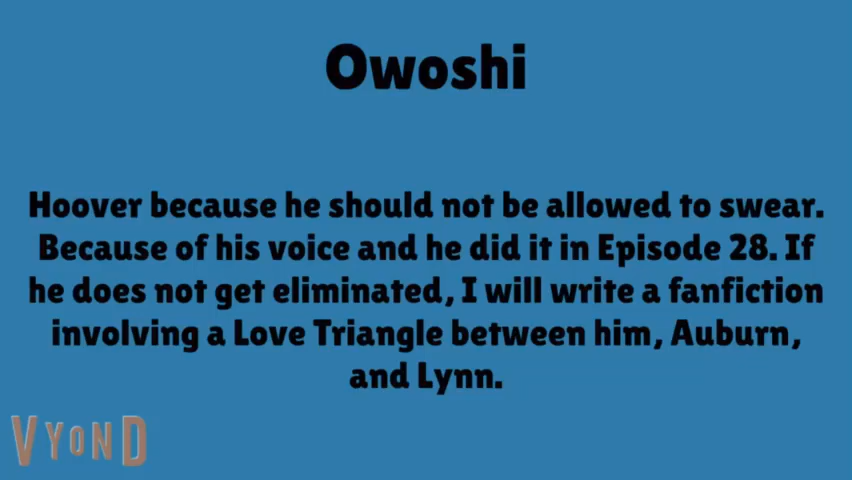 Owoshi
Hoover because he should not be allowed to swear.
Because of his voice and he did it in Episode 28. If
he does not get eliminated, I will write a fanfiction
involving a Love Triangle between him, Auburn,
and Lynn.
VYOND